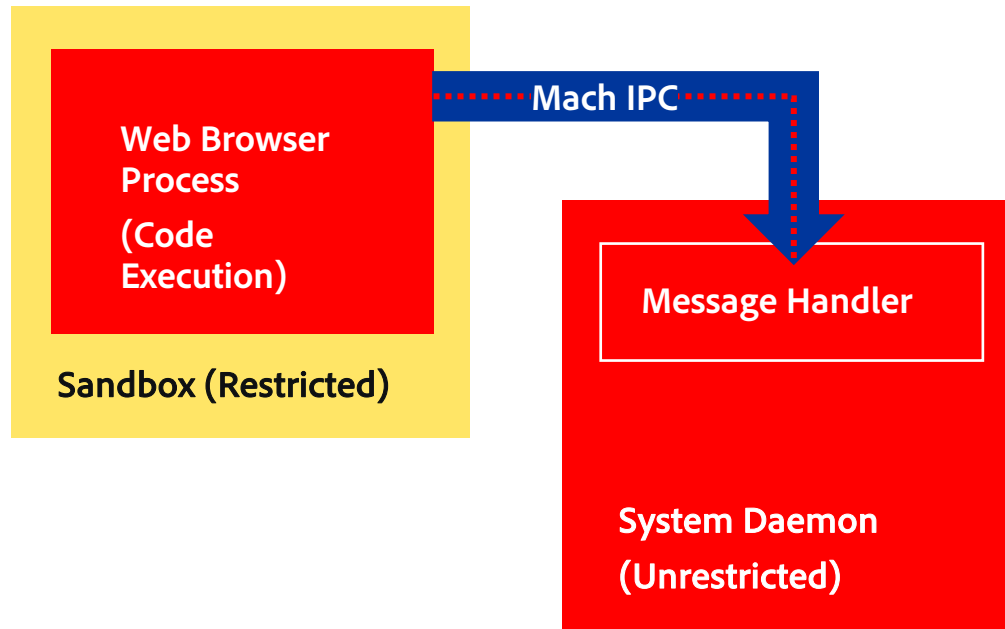 Web Browser
Process
(Code
Execution)
Sandbox (Restricted)
Mach IPC
Message Handler
System Daemon
(Unrestricted)